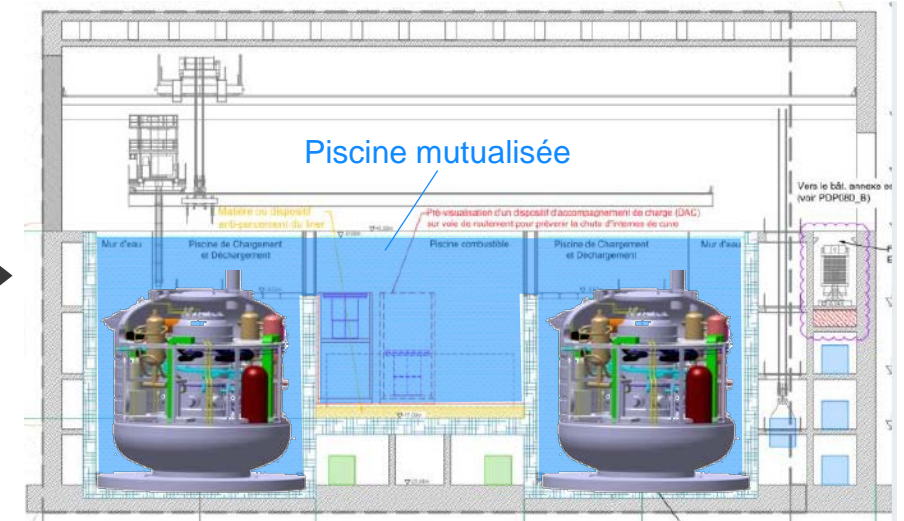 Piscine mutualisée
Vers le bât. annexe
(voir PDP080_B)
Matière ou dispositif
anti-percement du liner
Pré-visualisation d'un dispositif d'accompagnement de charge (DAC)
sur voie de roulement pour prévenir la chute d'internes de cuve
Mur d'eau
Piscine de Chargement
et Déchargement
Piscine combustible
Piscine de Chargement
et Déchargement
Mur d'eau